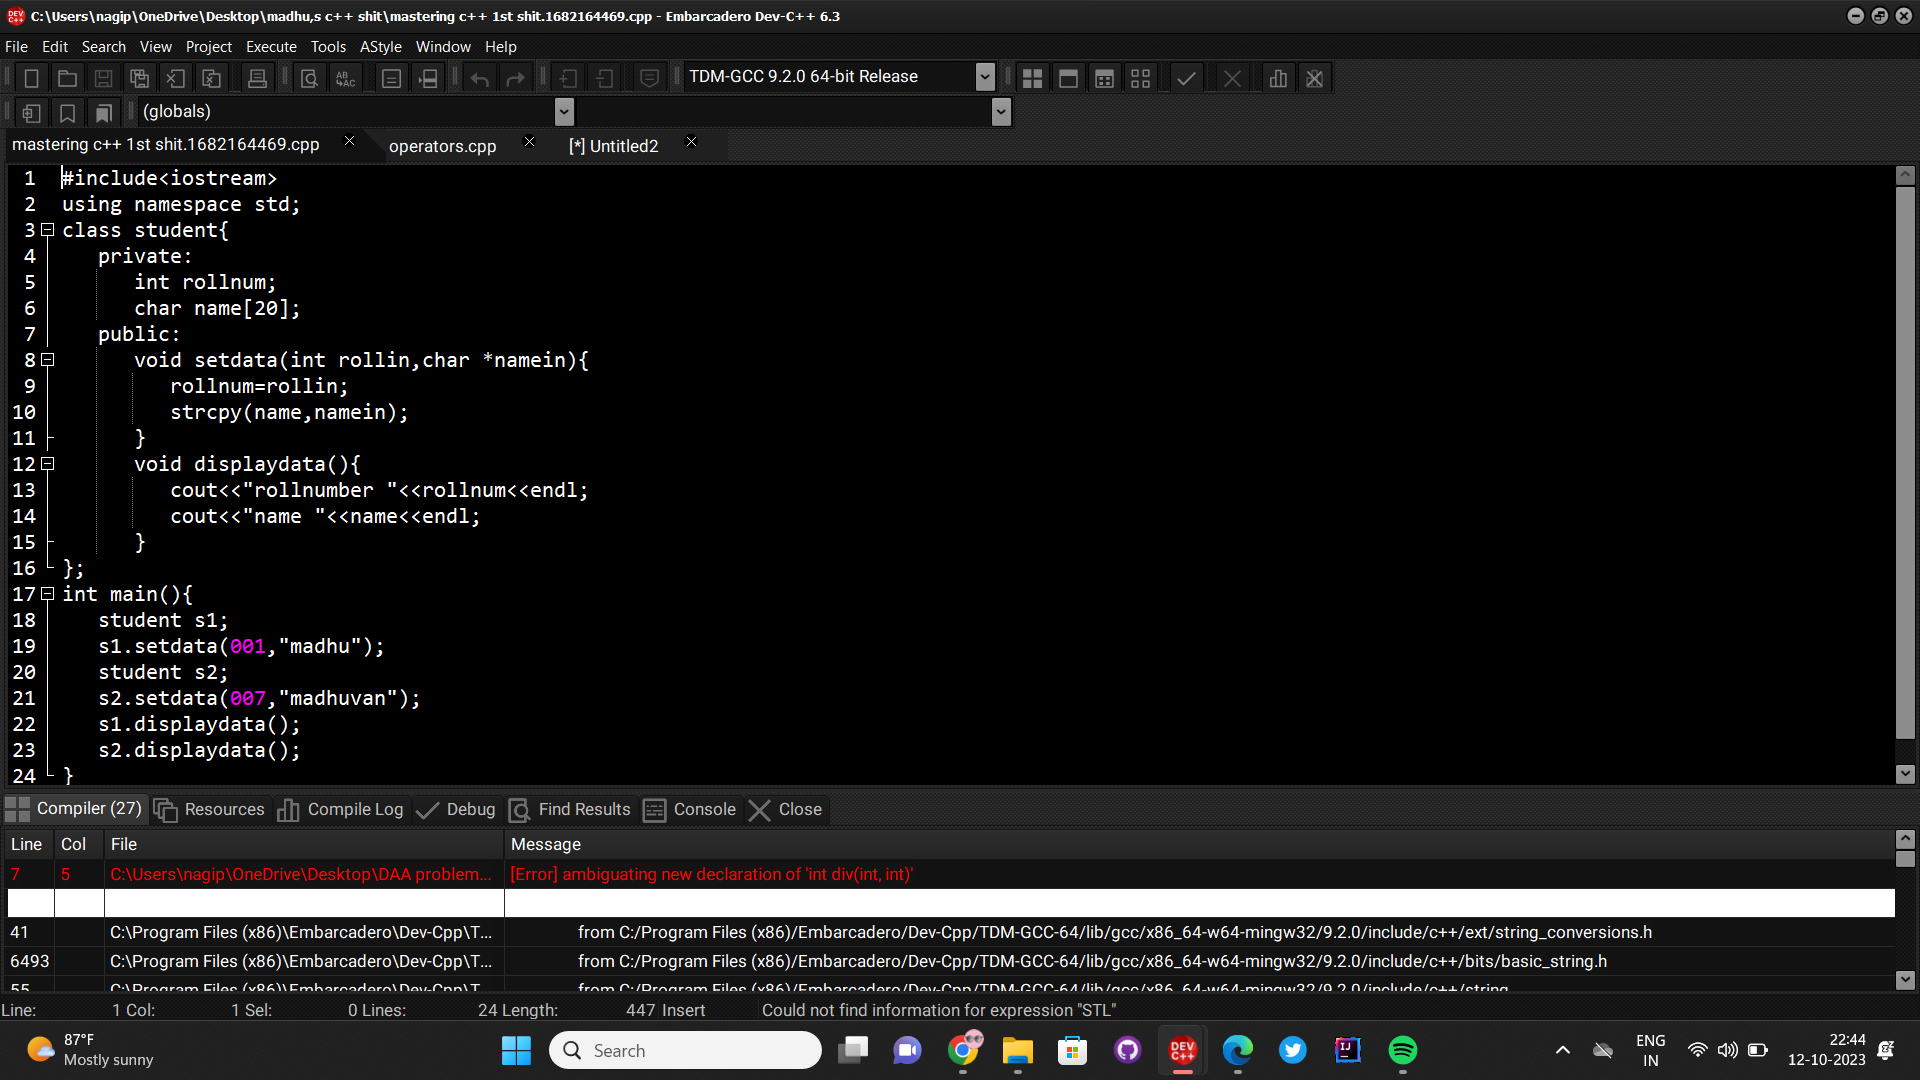 C:\Users\nagip\OneDrive\Desktop\madhu,s c++ shit\mastering c++ 1st shit.1682164469.cpp - Embarcadero Dev-C++ 6.3
File Edit Search View Project Execute Tools AStyle Window Help
TDM-GCC 9.2.0 64-bit Release
(globals)
mastering c++ 1st shit.1682164469.cpp operators.cpp [*] Untitled2
1 #include<iostream>
2 using namespace std;
3 class student{
4 private:
5 int rollnum;
6 char name[20];
7 public:
8 void setdata(int rollin,char *namein){
9 rollnum=rollin;
10 strcpy(name,namein);
11 }
12 void displaydata(){
13 cout<<"rollnumber "<<rollnum<<endl;
14 cout<<"name "<<name<<endl;
15 }
16 };
17 int main(){
18 student s1;
19 s1.setdata(001,"madhu");
20 student s2;
21 s2.setdata(007,"madhuvan");
22 s1.displaydata();
23 s2.displaydata();
24 }
Compiler (27) Resources Compile Log Debug Find Results Console Close
Line Col File Message
7 5 C:\Users\nagip\OneDrive\Desktop\DAA problem... [Error] ambiguating new declaration of 'int div(int, int)'
41 C:\Program Files (x86)\Embarcadero\Dev-Cpp\T... from C:/Program Files (x86)/Embarcadero/Dev-Cpp/TDM-GCC-64/lib/gcc/x86_64-w64-mingw32/9.2.0/include/c++/ext/string_conversions.h
6493 C:\Program Files (x86)\Embarcadero\Dev-Cpp\T... from C:/Program Files (x86)/Embarcadero/Dev-Cpp/TDM-GCC-64/lib/gcc/x86_64-w64-mingw32/9.2.0/include/c++/bits/basic_string.h
55 C:\Program Files (x86)\Embarcadero\Dev-Cpp\T... from C:/Program Files (x86)/Embarcadero/Dev-Cpp/TDM-GCC-64/lib/gcc/x86_64-w64-mingw32/9.2.0/include/c++/string
Line: 1 Col: 1 Sel: 0 Lines: 24 Length: 447 Insert Could not find information for expression "STL"
87°F
Mostly sunny
Search
DEV
C++
IJ
ENG
IN
22:44
12-10-2023